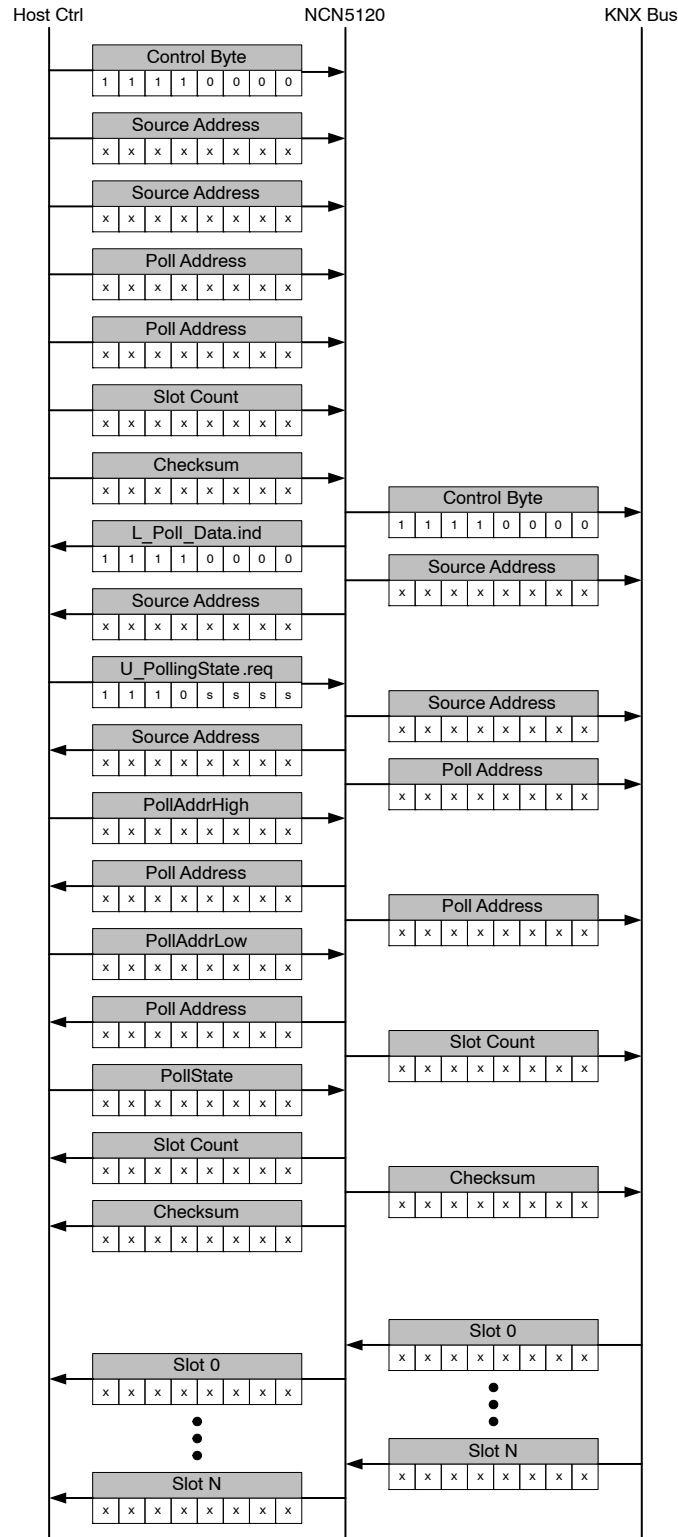 Host Ctrl NCN5120 KNX Bus
Control Byte
1 1 1 1 0 0 0 0
Source Address
x x x x x x x x
Source Address
x x x x x x x x
Poll Address
x x x x x x x x
Poll Address
x x x x x x x x
Slot Count
x x x x x x x x
Checksum
x x x x x x x x
Control Byte
1 1 1 1 0 0 0 0
L_Poll_Data.ind
1 1 1 1 0 0 0 0
Source Address
x x x x x x x x
Source Address
x x x x x x x x
U_PollingState.req
1 1 1 0 s s s s
Source Address
x x x x x x x x
Source Address
x x x x x x x x
Poll Address
x x x x x x x x
PollAddrHigh
x x x x x x x x
Poll Address
x x x x x x x x
Poll Address
x x x x x x x x
PollAddrLow
x x x x x x x x
Poll Address
x x x x x x x x
Slot Count
x x x x x x x x
PollState
x x x x x x x x
Slot Count
x x x x x x x x
Checksum
x x x x x x x x
Checksum
x x x x x x x x
Slot 0
x x x x x x x x
Slot 0
x x x x x x x x
Slot N
x x x x x x x x
Slot N
x x x x x x x x